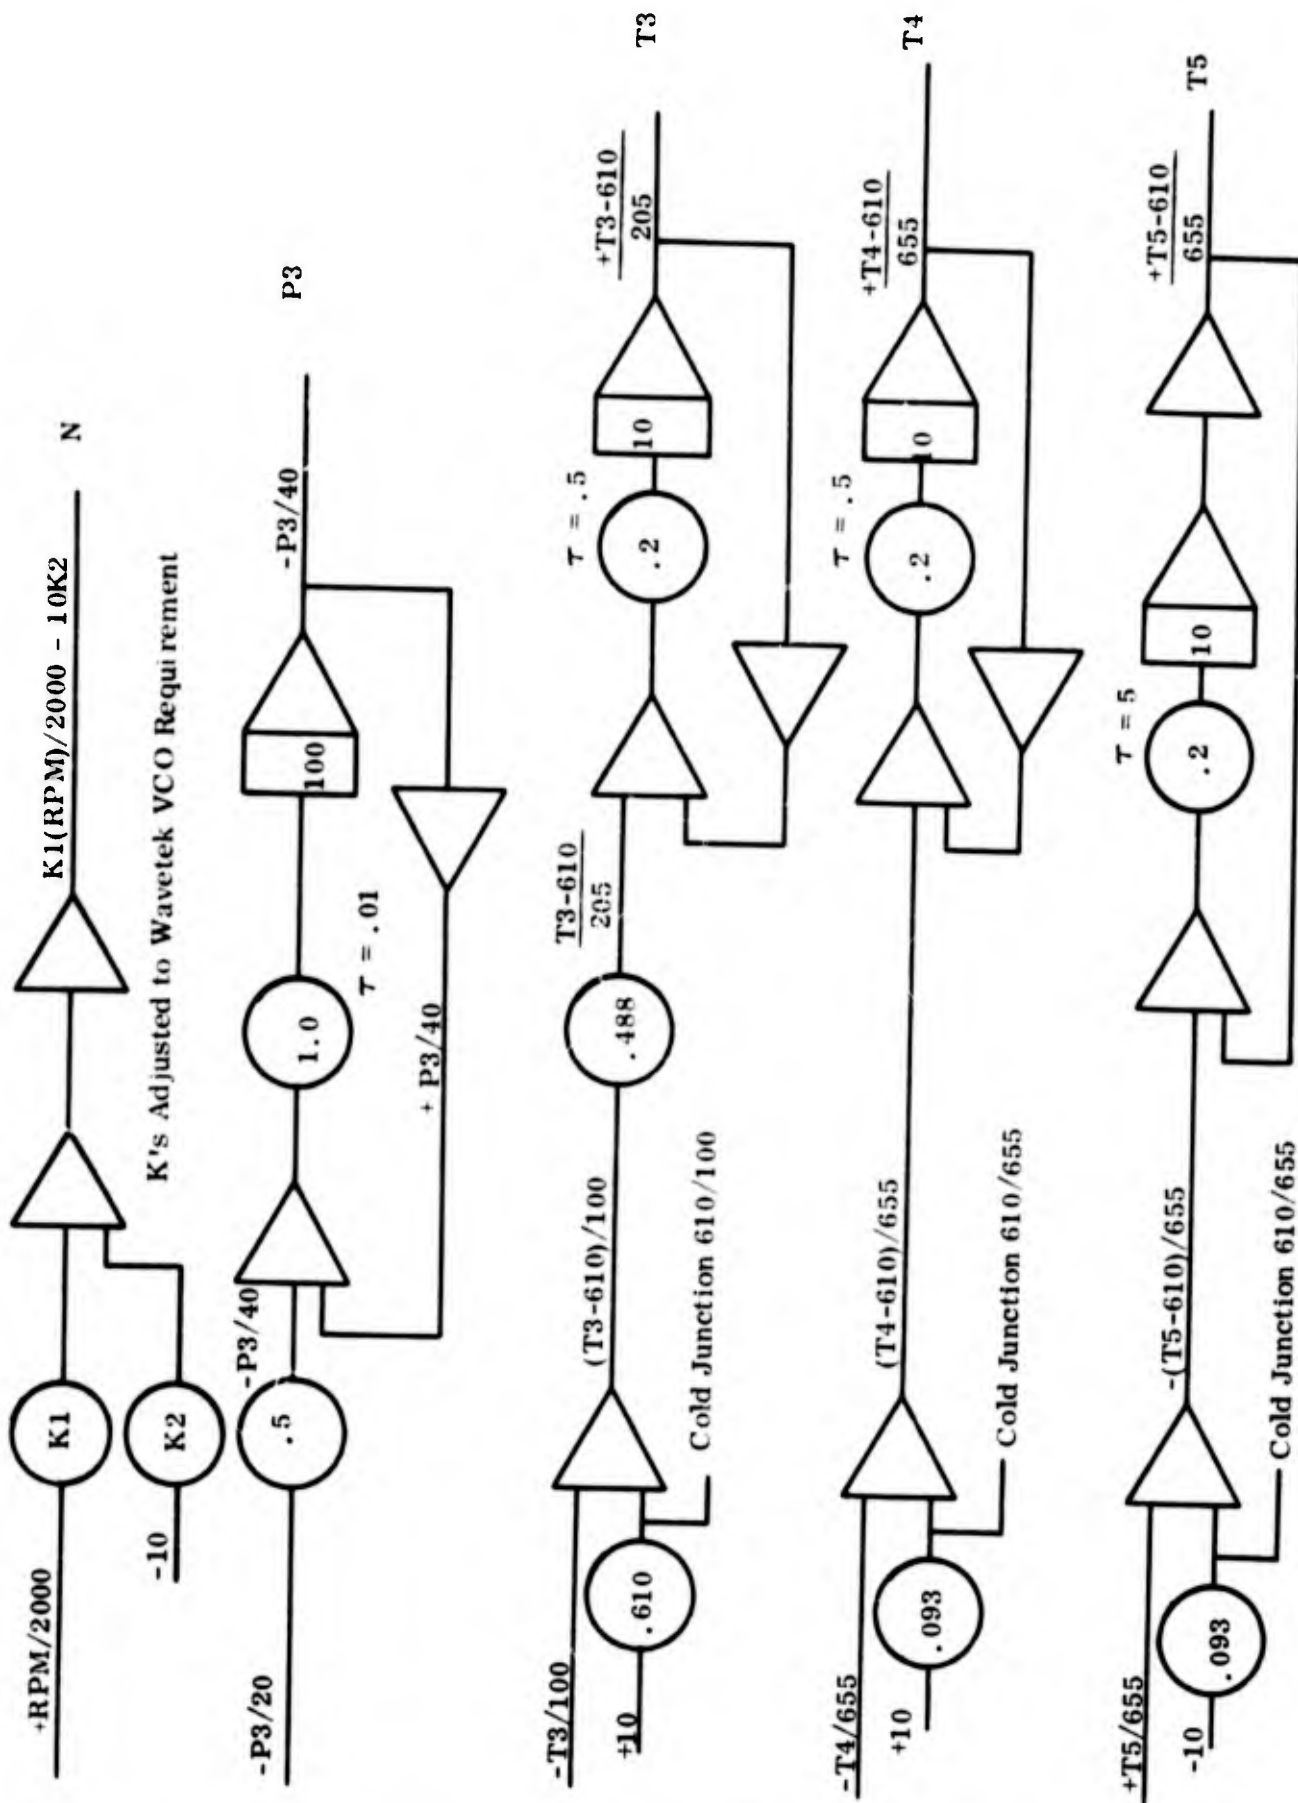 +RPM/2000
K1
K1(RPM)/2000 - 10K2
N
-10
K2
K's Adjusted to Wavetek VCO Requirement
-P3/20
.5
-P3/40
1.0
τ = .01
100
-P3/40
P3
+ P3/40
-T3/100
+10
.610
(T3-610)/100
Cold Junction 610/100
.488
T3-610
205
τ = .5
.2
10
+T3-610
205
T3
-T4/655
+10
.093
(T4-610)/655
Cold Junction 610/655
τ = .5
.2
10
+T4-610
655
T4
+T5/655
-10
.093
-(T5-610)/655
Cold Junction 610/655
τ = 5
.2
10
+T5-610
655
T5